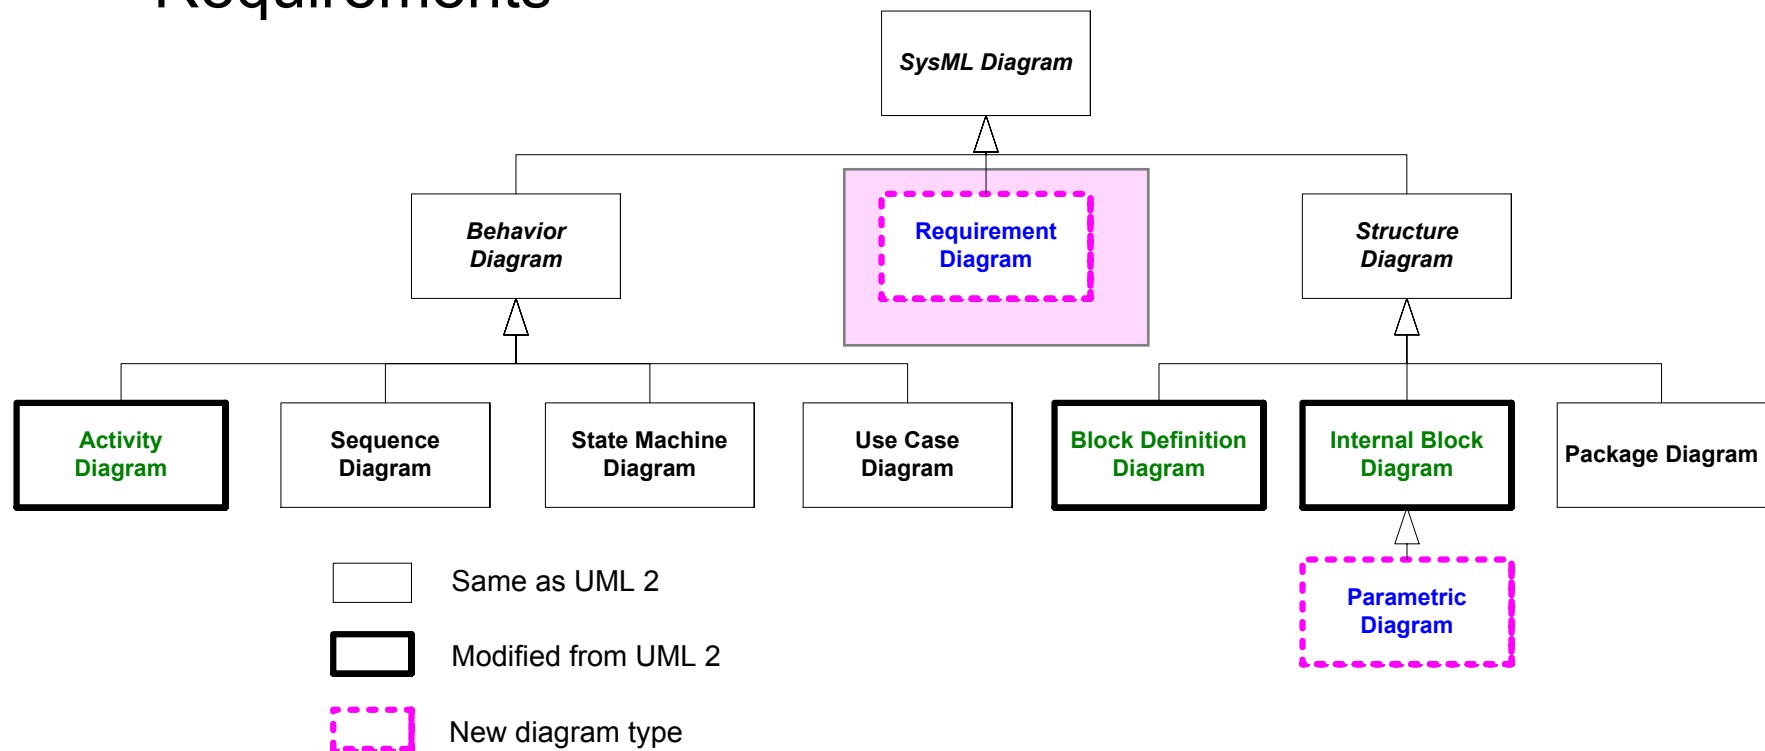 Requirements
SysML Diagram
Behavior
Diagram
Requirement
Diagram
Structure
Diagram
Activity
Diagram
Sequence
Diagram
State Machine
Diagram
Use Case
Diagram
Block Definition
Diagram
Internal Block
Diagram
Package Diagram
Parametric
Diagram
Same as UML 2
Modified from UML 2
New diagram type